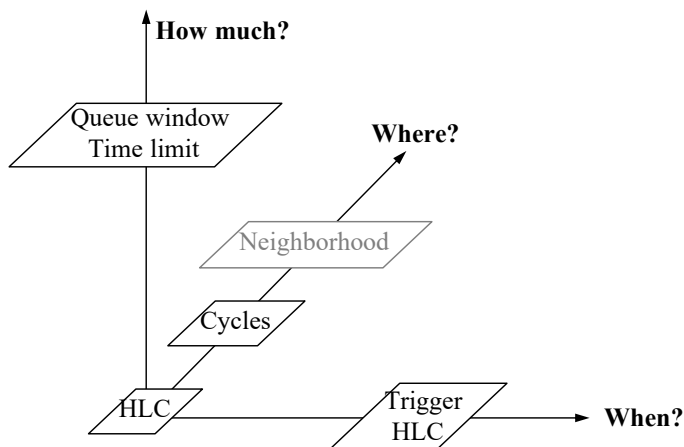 How much?
Queue window
Time limit
Where?
Neighborhood
Cycles
HLC
Trigger
HLC
When?